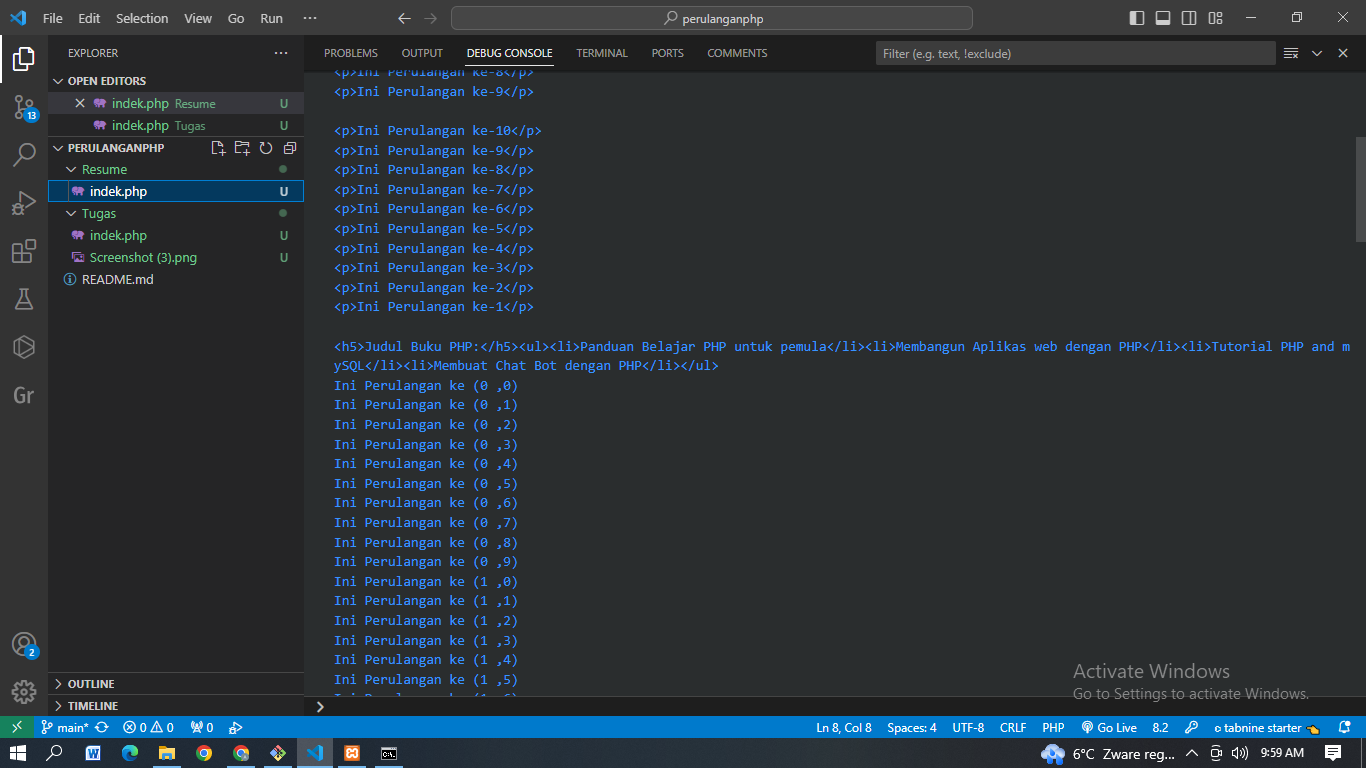 File Edit Selection View Go Run ···
perulanganphp
EXPLORER ···
OPEN EDITORS
indek.php Resume U
indek.php Tugas U
PERULANGANPHP
Resume
indek.php U
Tugas
indek.php U
Screenshot (3).png U
README.md
OUTLINE
TIMELINE
13
Gr
2
PROBLEMS OUTPUT DEBUG CONSOLE TERMINAL PORTS COMMENTS
Filter (e.g. text, !exclude)
<p>Ini Perulangan ke-8</p>
<p>Ini Perulangan ke-9</p>
<p>Ini Perulangan ke-10</p>
<p>Ini Perulangan ke-9</p>
<p>Ini Perulangan ke-8</p>
<p>Ini Perulangan ke-7</p>
<p>Ini Perulangan ke-6</p>
<p>Ini Perulangan ke-5</p>
<p>Ini Perulangan ke-4</p>
<p>Ini Perulangan ke-3</p>
<p>Ini Perulangan ke-2</p>
<p>Ini Perulangan ke-1</p>
<h5>Judul Buku PHP:</h5><ul><li>Panduan Belajar PHP untuk pemula</li><li>Membangun Aplikas web dengan PHP</li><li>Tutorial PHP and m
ySQL</li><li>Membuat Chat Bot dengan PHP</li></ul>
Ini Perulangan ke (0 ,0)
Ini Perulangan ke (0 ,1)
Ini Perulangan ke (0 ,2)
Ini Perulangan ke (0 ,3)
Ini Perulangan ke (0 ,4)
Ini Perulangan ke (0 ,5)
Ini Perulangan ke (0 ,6)
Ini Perulangan ke (0 ,7)
Ini Perulangan ke (0 ,8)
Ini Perulangan ke (0 ,9)
Ini Perulangan ke (1 ,0)
Ini Perulangan ke (1 ,1)
Ini Perulangan ke (1 ,2)
Ini Perulangan ke (1 ,3)
Ini Perulangan ke (1 ,4)
Ini Perulangan ke (1 ,5)
Activate Windows
Go to Settings to activate Windows.
main* 0 0 0 Ln 8, Col 8 Spaces: 4 UTF-8 CRLF PHP Go Live 8.2 tabnine starter
6°C Zware reg... 9:59 AM